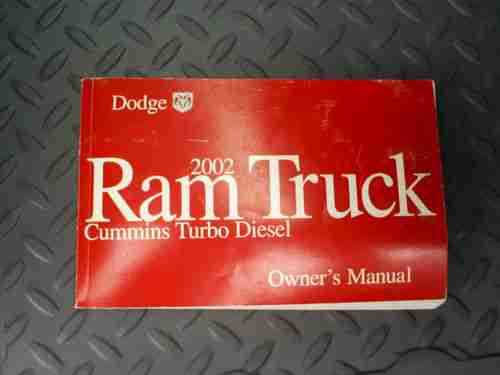 Dodge
2002
Ram Truck
Cummins Turbo Diesel
Owner's Manual